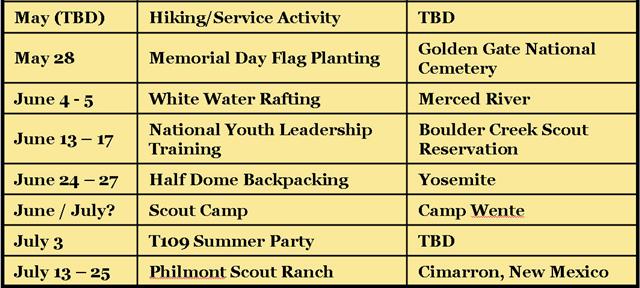 May (TBD) Hiking/Service Activity TBD
May 28 Memorial Day Flag Planting Golden Gate National Cemetery
June 4 - 5 White Water Rafting Merced River
June 13 – 17 National Youth Leadership Training Boulder Creek Scout Reservation
June 24 – 27 Half Dome Backpacking Yosemite
June / July? Scout Camp Camp Wente
July 3 T109 Summer Party TBD
July 13 – 25 Philmont Scout Ranch Cimarron, New Mexico